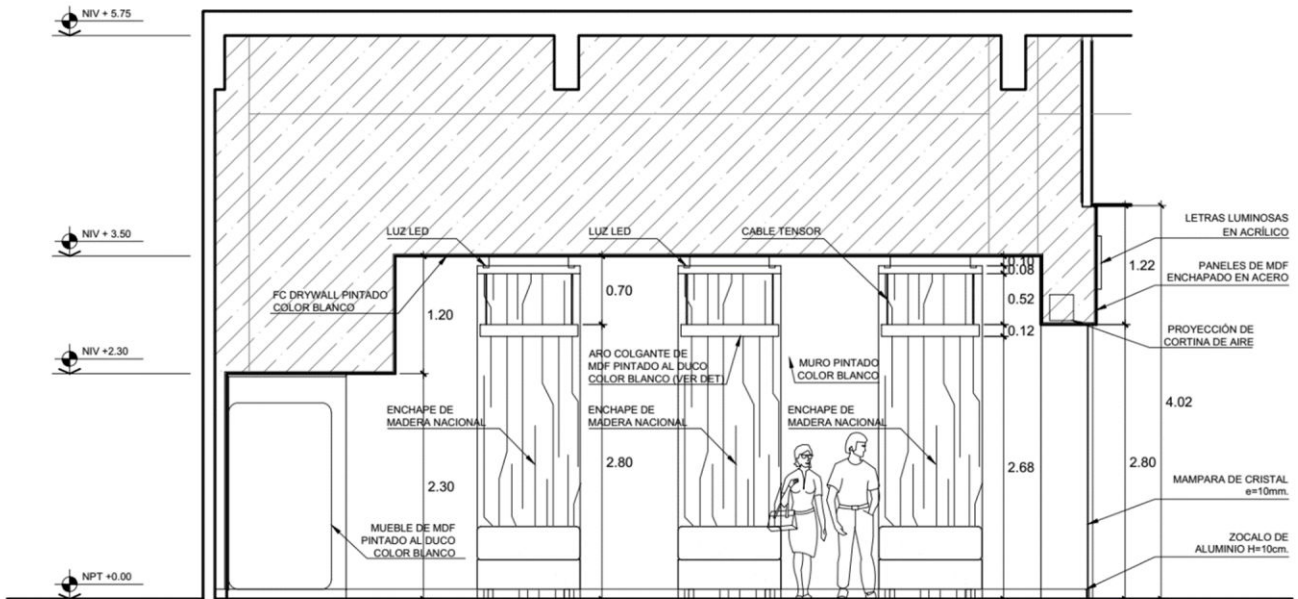 NIV + 5.75
NIV + 3.50
NIV +2.30
NPT +0.00
LUZ LED
LUZ LED
CABLE TENSOR
FC DRYWALL PINTADO
COLOR BLANCO
1.20
0.70
0.10
0.08
0.52
0.12
1.22
LETRAS LUMINOSAS
EN ACRÍLICO
PANELES DE MDF
ENCHAPADO EN ACERO
PROYECCIÓN DE
CORTINA DE AIRE
ARO COLGANTE DE
MDF PINTADO AL DUCO
COLOR BLANCO (VER DET)
MURO PINTADO
COLOR BLANCO
ENCHAPE DE
MADERA NACIONAL
ENCHAPE DE
MADERA NACIONAL
ENCHAPE DE
MADERA NACIONAL
4.02
2.30
2.80
2.68
2.80
MAMPARA DE CRISTAL
e=10mm.
MUEBLE DE MDF
PINTADO AL DUCO
COLOR BLANCO
ZOCALO DE
ALUMINIO H=10cm.